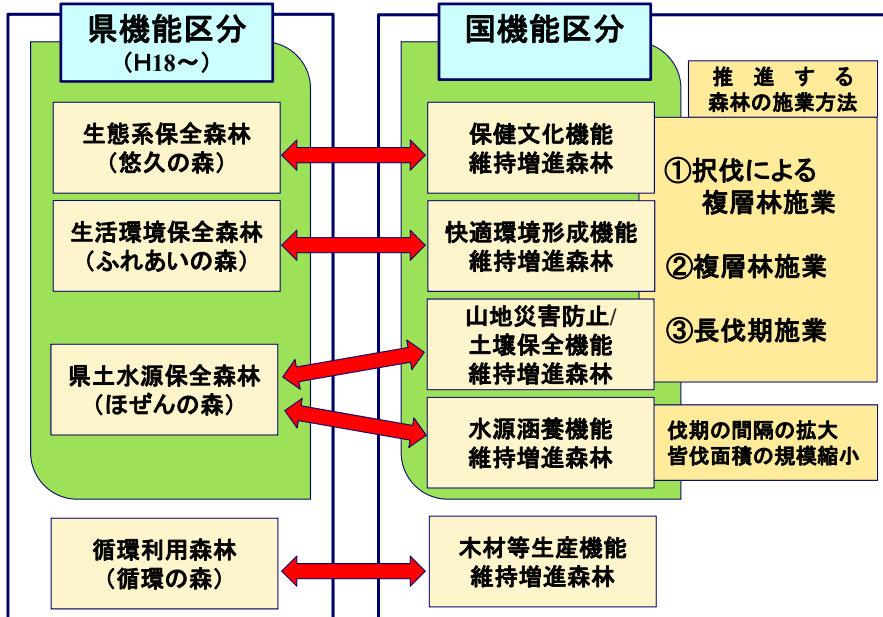 県機能区分
(H18～)
生態系保全森林
(悠久の森)
生活環境保全森林
(ふれあいの森)
県土水源保全森林
(ほぜんの森)
循環利用森林
(循環の森)
国機能区分
保健文化機能
維持増進森林
快適環境形成機能
維持増進森林
山地災害防止/
土壌保全機能
維持増進森林
水源涵養機能
維持増進森林
木材等生産機能
維持増進森林
推進する
森林の施業方法
①択伐による
複層林施業
②複層林施業
③長伐期施業
伐期の間隔の拡大
皆伐面積の規模縮小